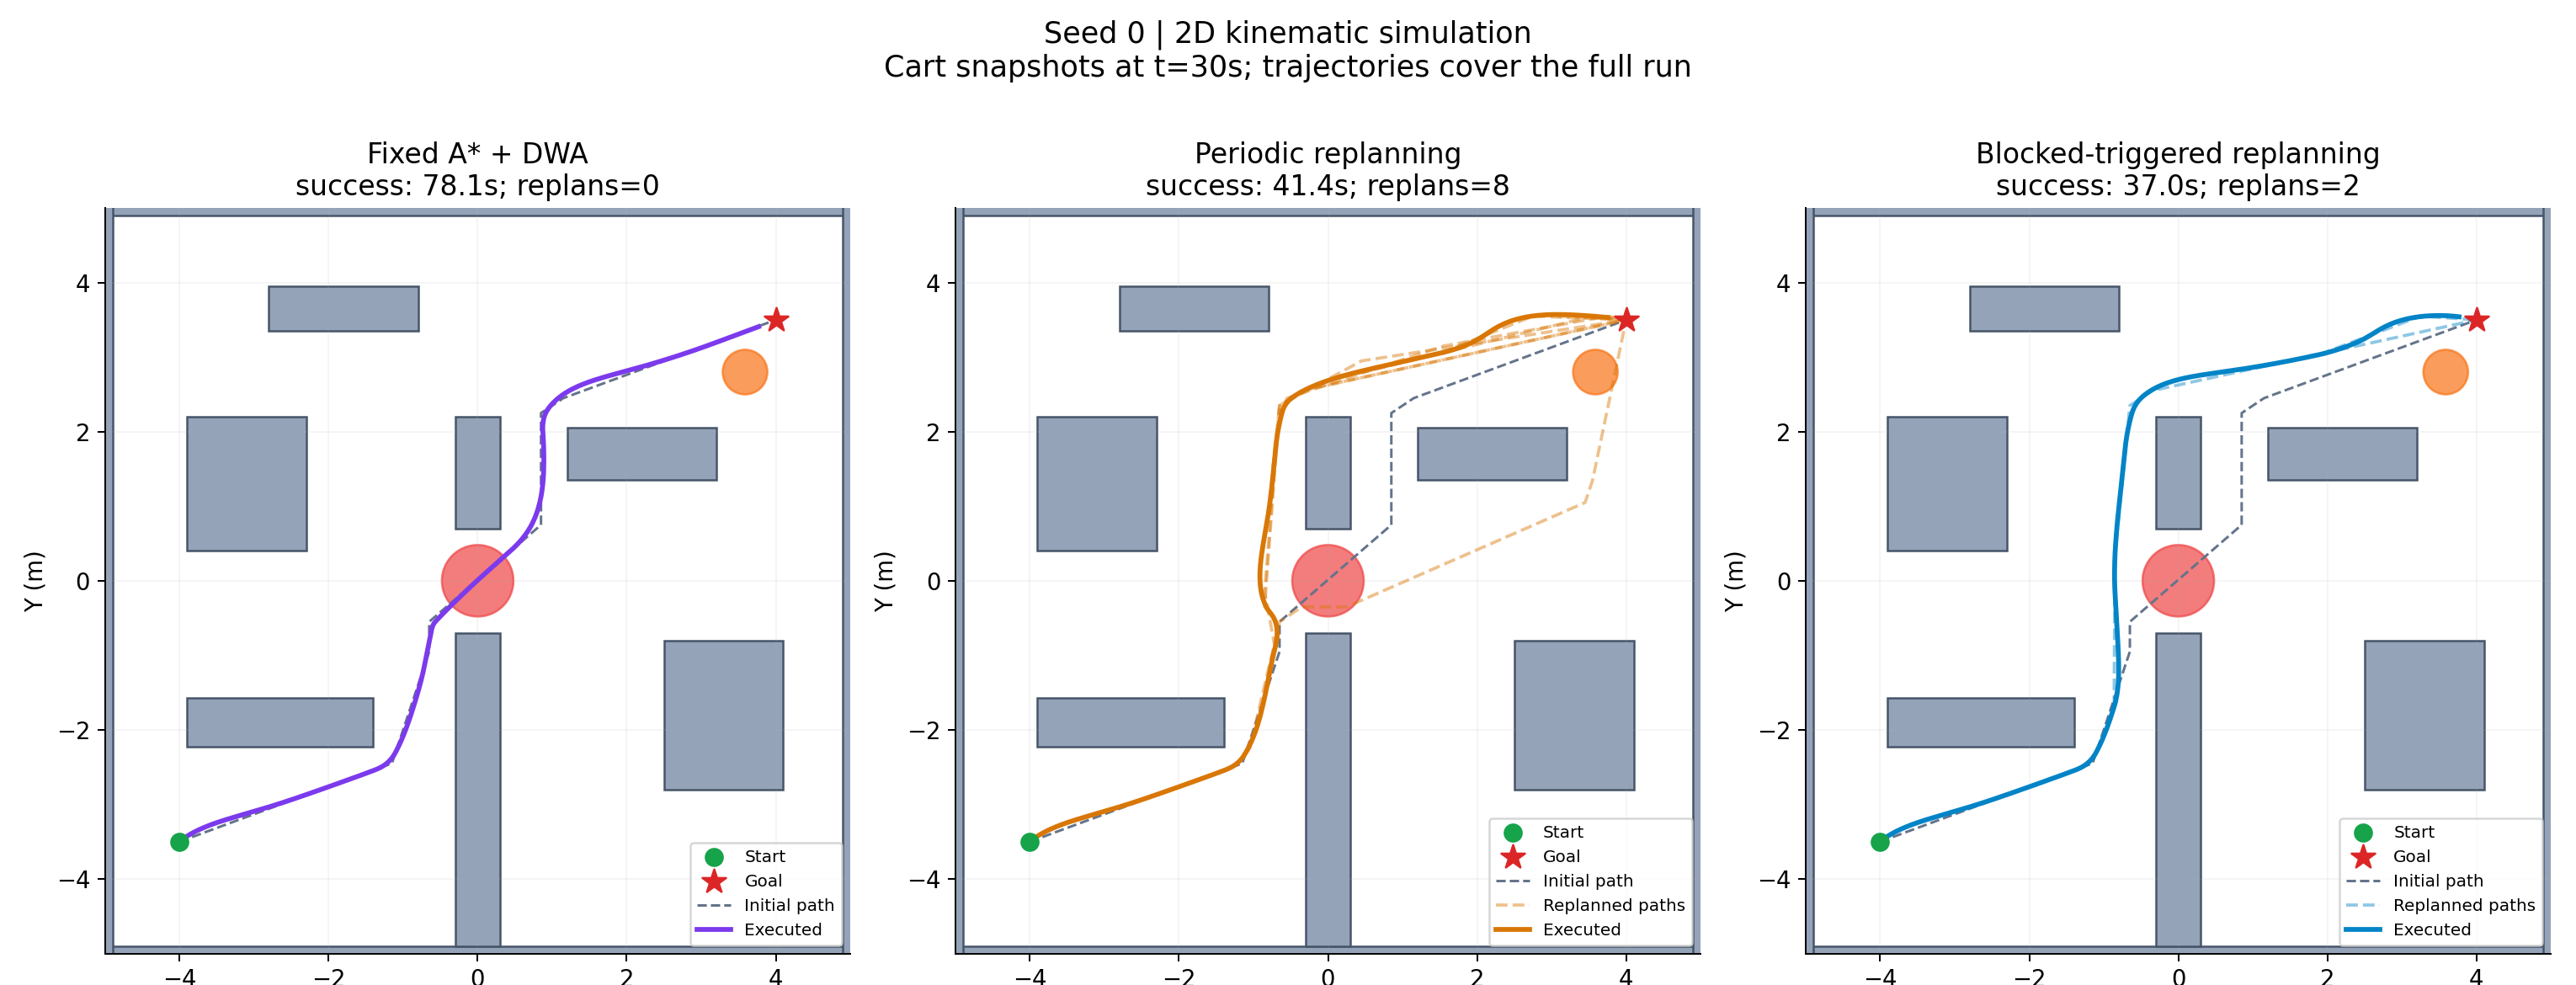 Seed 0 | 2D kinematic simulation
Cart snapshots at t=30s; trajectories cover the full run
Fixed A* + DWA
success: 78.1s; replans=0
Y (m)
4
2
0
−2
−4
−4
−2
0
2
4
Start
Goal
Initial path
Executed
Periodic replanning
success: 41.4s; replans=8
Y (m)
4
2
0
−2
−4
−4
−2
0
2
4
Start
Goal
Initial path
Replanned paths
Executed
Blocked-triggered replanning
success: 37.0s; replans=2
Y (m)
4
2
0
−2
−4
−4
−2
0
2
4
Start
Goal
Initial path
Replanned paths
Executed